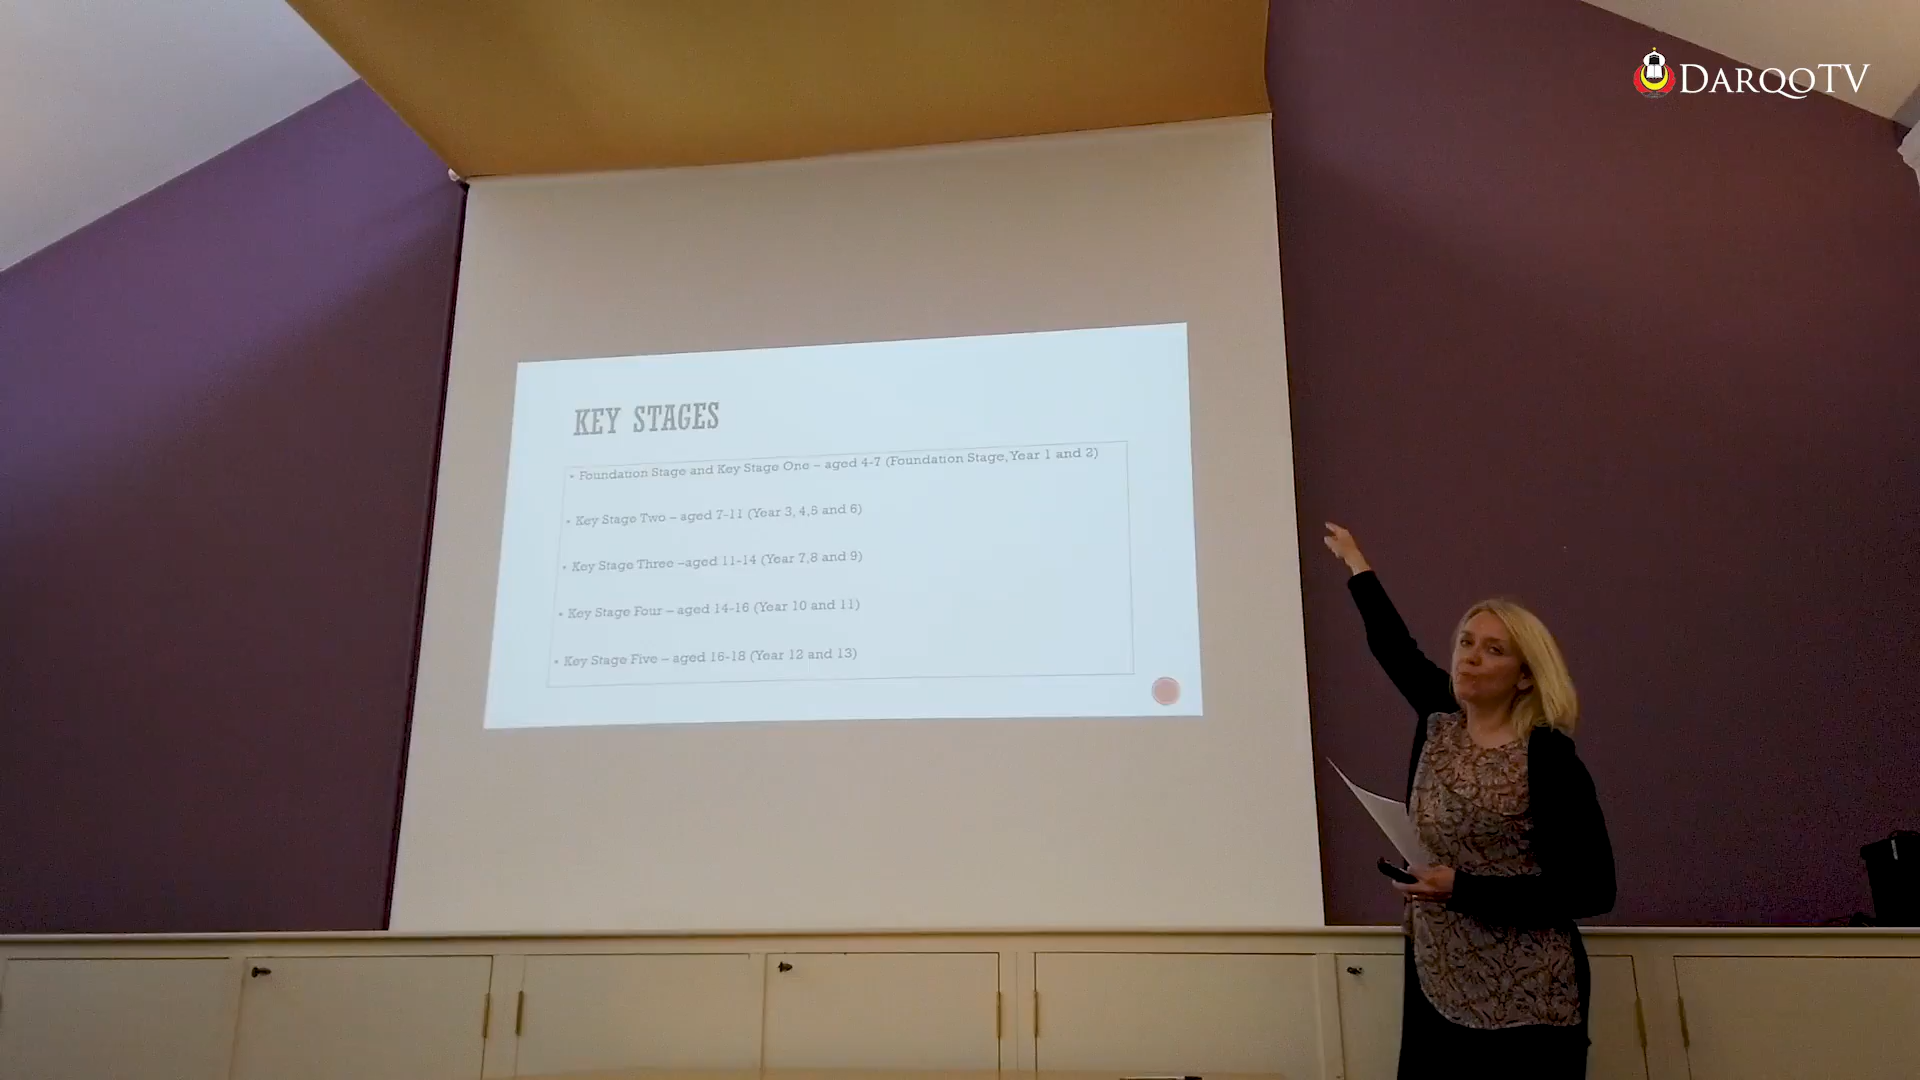 DARQOTV
KEY STAGES
• Foundation Stage and Key Stage One – aged 4-7 (Foundation Stage, Year 1 and 2)
• Key Stage Two – aged 7-11 (Year 3, 4,5 and 6)
• Key Stage Three –aged 11-14 (Year 7,8 and 9)
• Key Stage Four – aged 14-16 (Year 10 and 11)
• Key Stage Five – aged 16-18 (Year 12 and 13)